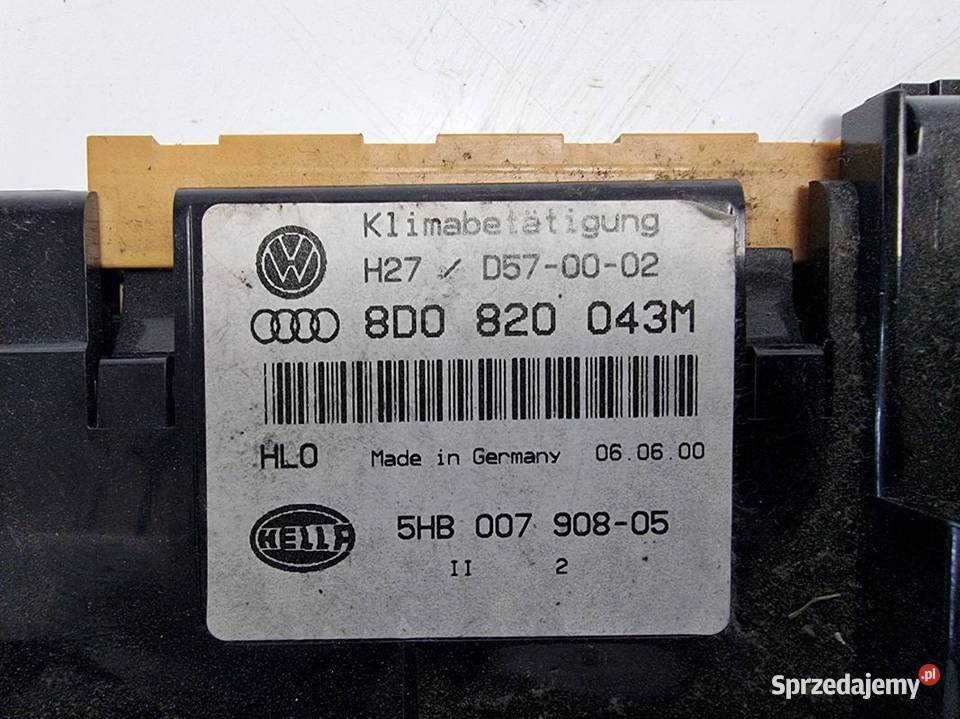 Klimabetätigung
H27 / D57-00-02
8D0 820 043M
HLO Made in Germany 06.06.00
HELLA
5HB 007 908-05
II 2
Sprzedajemy.pl